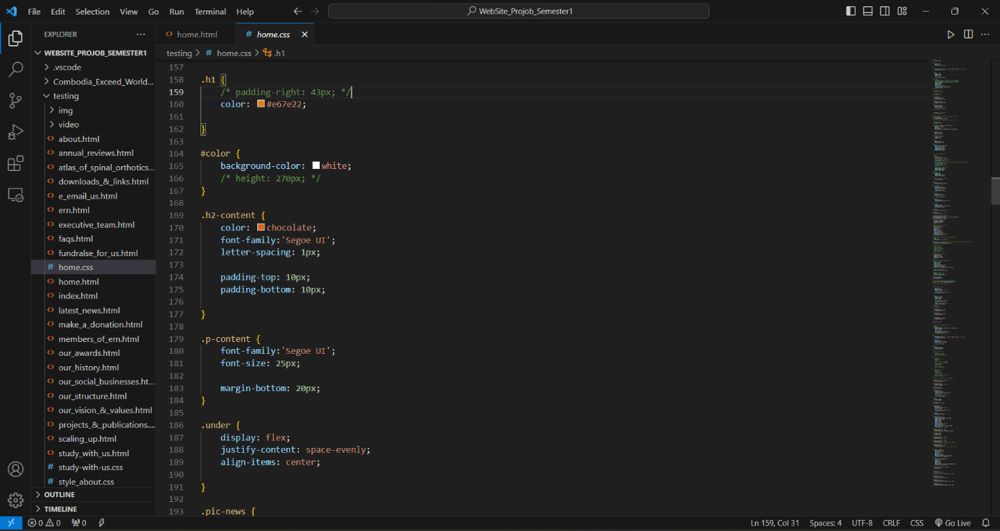 File Edit Selection View Go Run Terminal Help
WebSite_Projob_Semester1
EXPLORER
WEBSITE_PROJOB_SEMESTER1
.vscode
Combodia_Exceed_World...
testing
img
video
about.html
annual_reviews.html
atlas_of_spinal_orthotics...
downloads_&_links.html
e_email_us.html
ern.html
executive_team.html
faqs.html
fundralse_for_us.html
home.css
home.html
index.html
latest_news.html
make_a_donation.html
members_of_ern.html
our_awards.html
our_history.html
our_social_businesses.ht...
our_structure.html
our_vision_&_values.html
projects_&_publications....
scaling_up.html
study_with_us.html
study-with-us.css
style_about.css
OUTLINE
TIMELINE
home.html # home.css
testing > # home.css > .h1
157
158 .h1 {
159 /* padding-right: 43px; */
160 color: #e67e22;
161
162 }
163
164 #color {
165 background-color: white;
166 /* height: 270px; */
167 }
168
169 .h2-content {
170 color: chocolate;
171 font-family:'Segoe UI';
172 letter-spacing: 1px;
173
174 padding-top: 10px;
175 padding-bottom: 10px;
176
177 }
178
179 .p-content {
180 font-family:'Segoe UI';
181 font-size: 25px;
182
183 margin-bottom: 20px;
184 }
185
186 .under {
187 display: flex;
188 justify-content: space-evenly;
189 align-items: center;
190
191 }
192
193 .pic-news {
0 0 0 Ln 159, Col 31 Spaces: 4 UTF-8 CRLF CSS Go Live